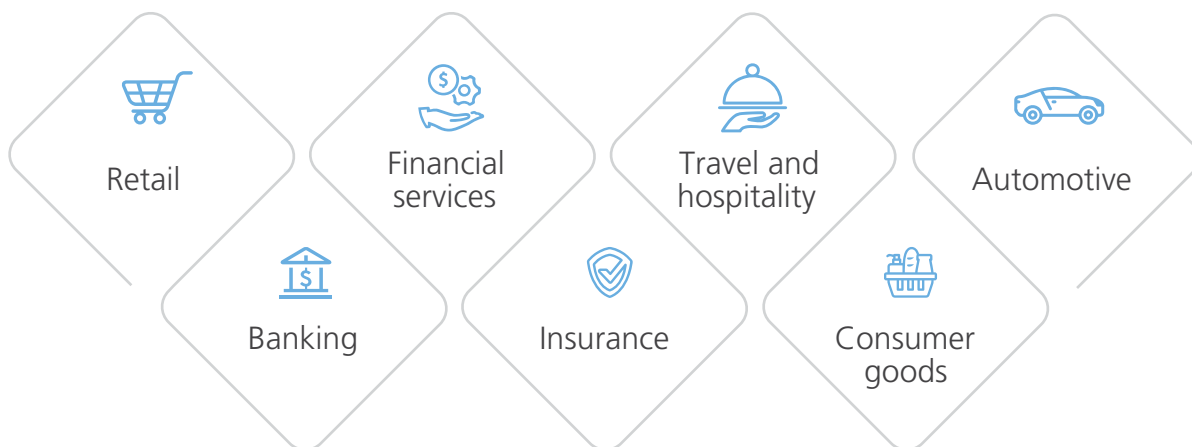 Retail
Financial
services
Travel and
hospitality
Automotive
$
$
Banking
Insurance
Consumer
goods